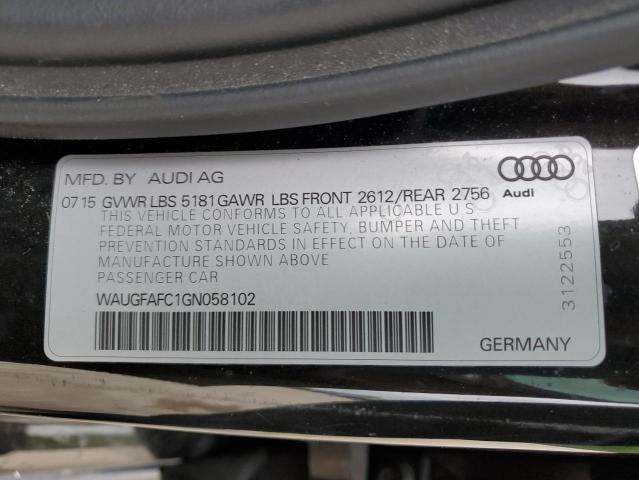 MFD. BY AUDI AG
Audi
07 15 GVWR LBS 5181 GAWR LBS FRONT 2612/REAR 2756
THIS VEHICLE CONFORMS TO ALL APPLICABLE U S
FEDERAL MOTOR VEHICLE SAFETY, BUMPER AND THEFT
PREVENTION STANDARDS IN EFFECT ON THE DATE OF
MANUFACTURE SHOWN ABOVE
PASSENGER CAR
WAUGFAFC1GN058102
GERMANY
3122553